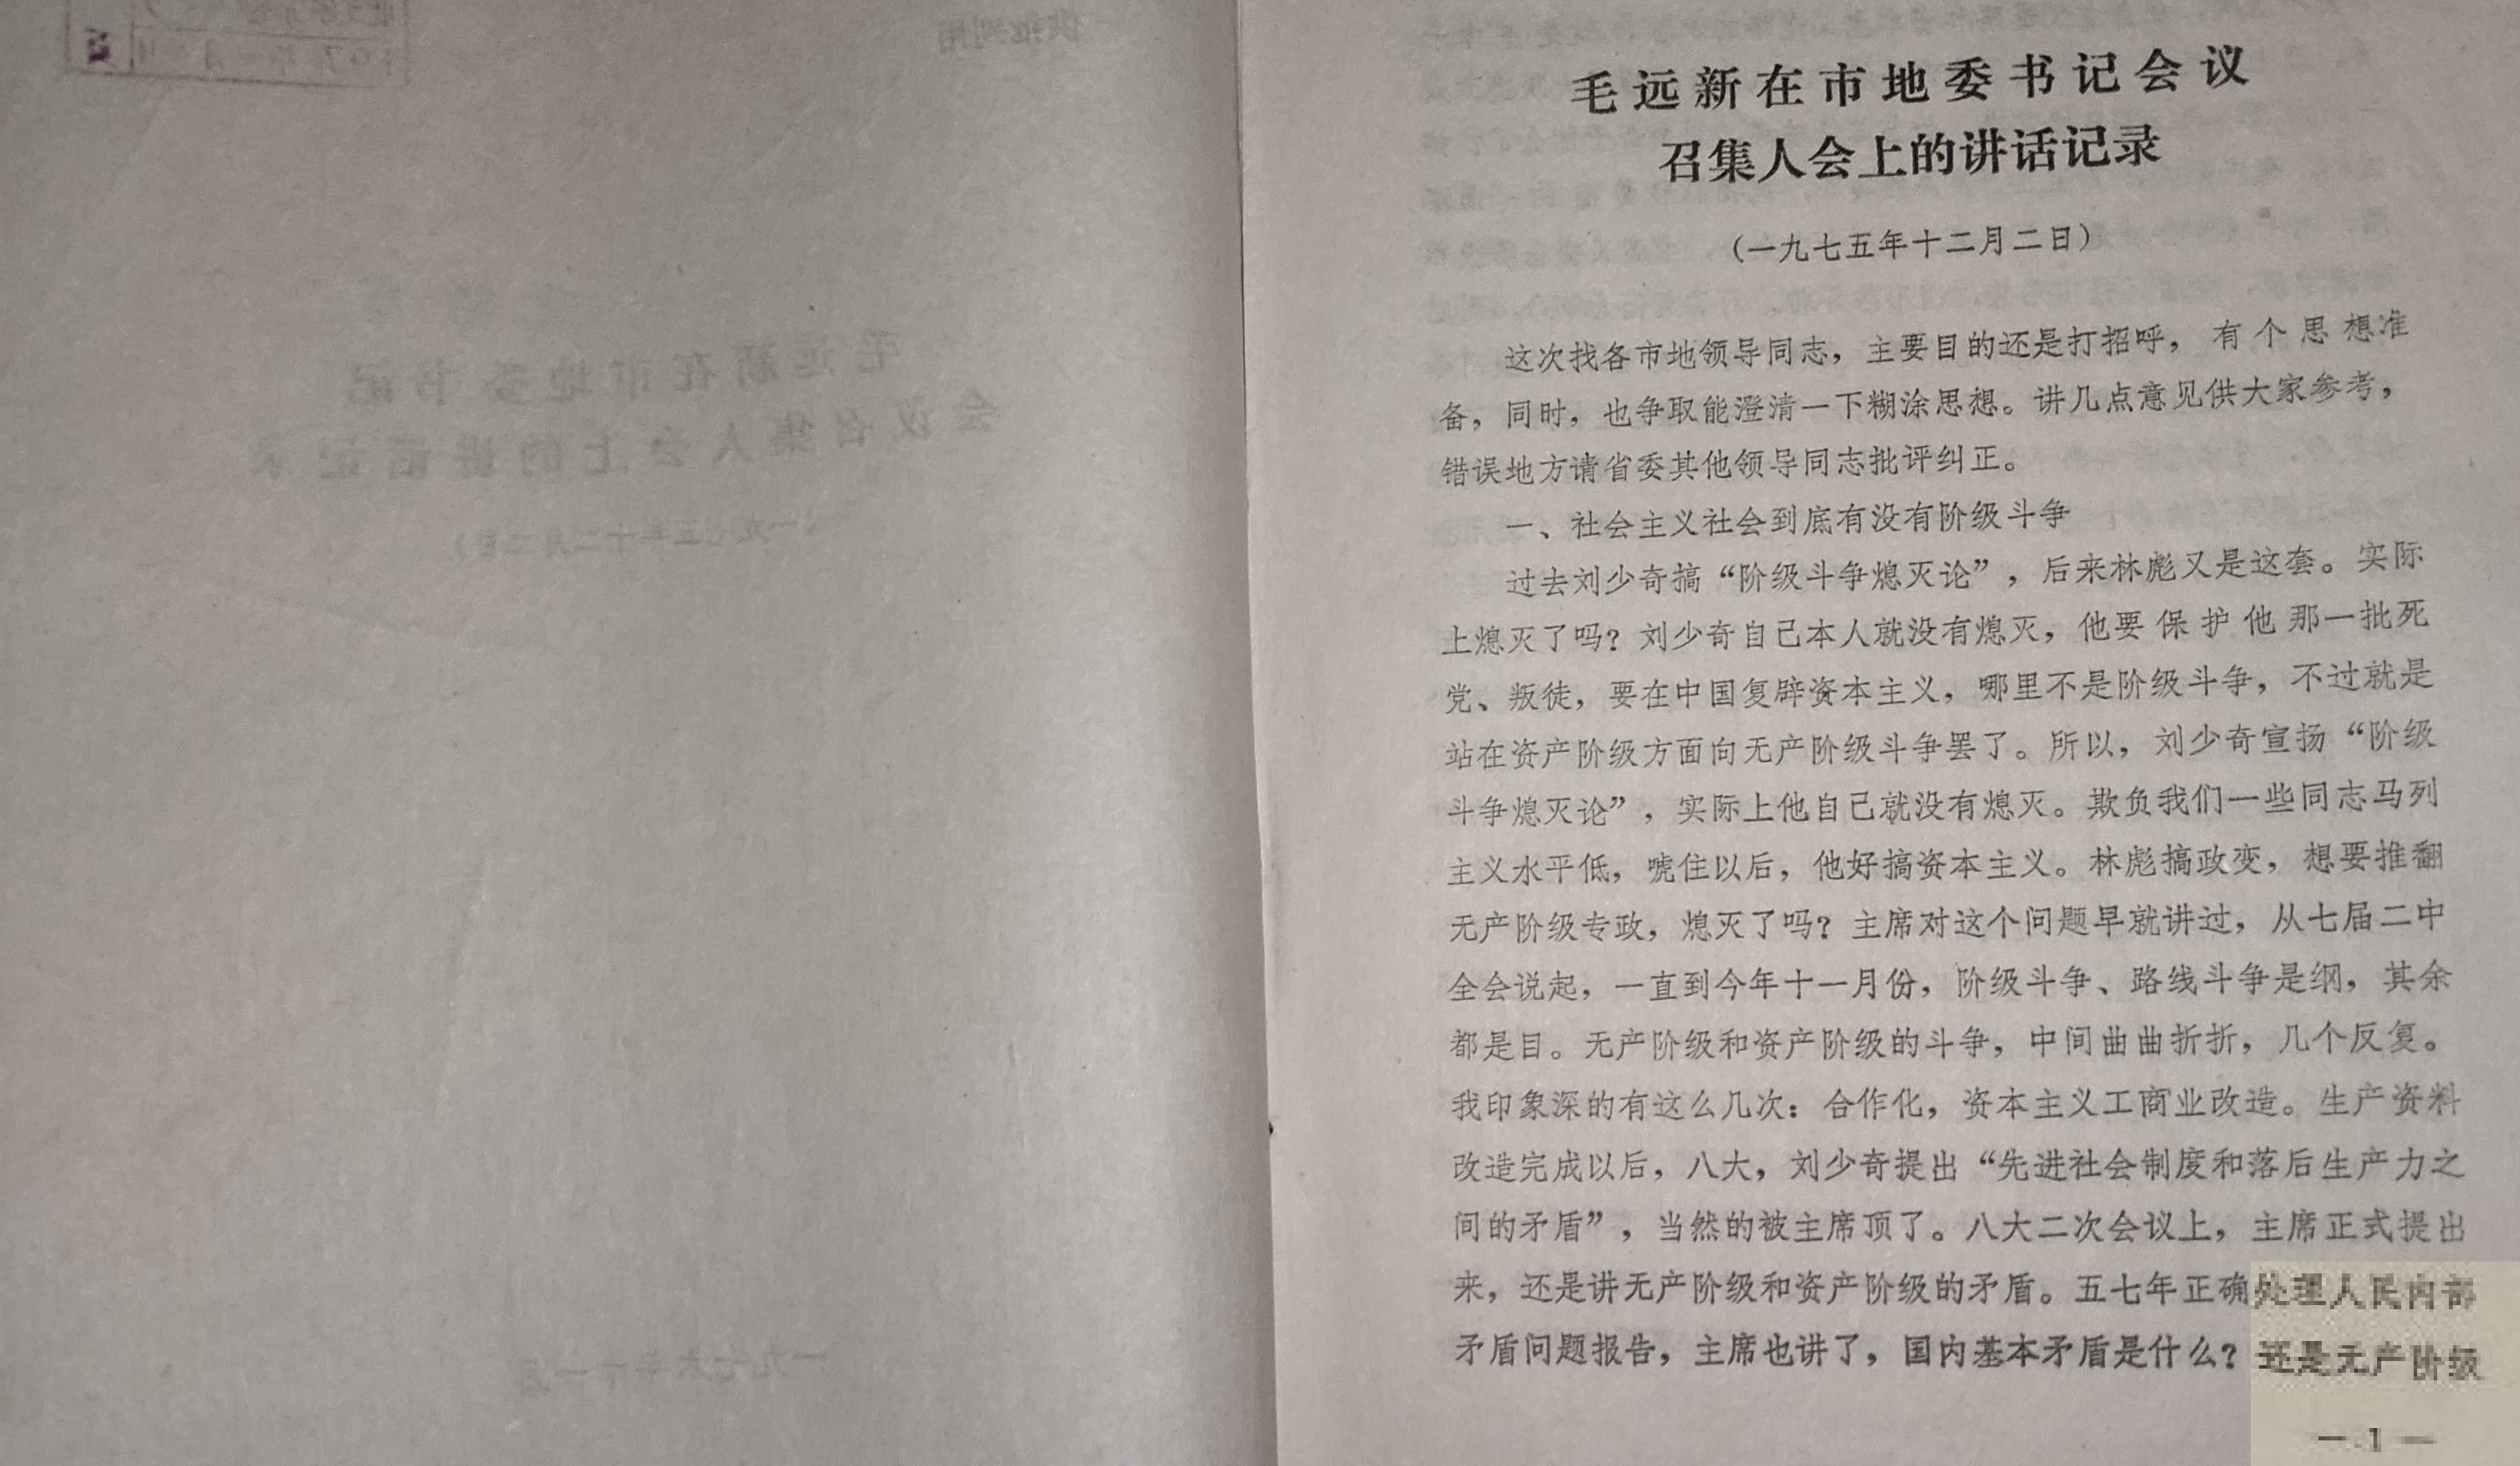 供批判用
毛远新在市地委书记
会议召集人会上的讲话记录
(一九七五年十二月二日)
一九七六年十一月
毛远新在市地委书记会议
召集人会上的讲话记录
(一九七五年十二月二日)
这次找各市地领导同志，主要目的还是打招呼，有个思想准
备，同时，也争取能澄清一下糊涂思想。讲几点意见供大家参考，
错误地方请省委其他领导同志批评纠正。
一、社会主义社会到底有没有阶级斗争
过去刘少奇搞“阶级斗争熄灭论”，后来林彪又是这套。实际
上熄灭了吗？刘少奇自己本人就没有熄灭，他要保护他那一批死
党、叛徒，要在中国复辟资本主义，哪里不是阶级斗争，不过就是
站在资产阶级方面向无产阶级斗争罢了。所以，刘少奇宣扬“阶级
斗争熄灭论”，实际上他自己就没有熄灭。欺负我们一些同志马列
主义水平低，唬住以后，他好搞资本主义。林彪搞政变，想要推翻
无产阶级专政，熄灭了吗？主席对这个问题早就讲过，从七届二中
全会说起，一直到今年十一月份，阶级斗争、路线斗争是纲，其余
都是目。无产阶级和资产阶级的斗争，中间曲曲折折，几个反复。
我印象深的有这么几次：合作化，资本主义工商业改造。生产资料
改造完成以后，八大，刘少奇提出“先进社会制度和落后生产力之
间的矛盾”，当然的被主席顶了。八大二次会议上，主席正式提出
来，还是讲无产阶级和资产阶级的矛盾。五七年正确处理人民内部
矛盾问题报告，主席也讲了，国内基本矛盾是什么？还是无产阶级
— 1 —